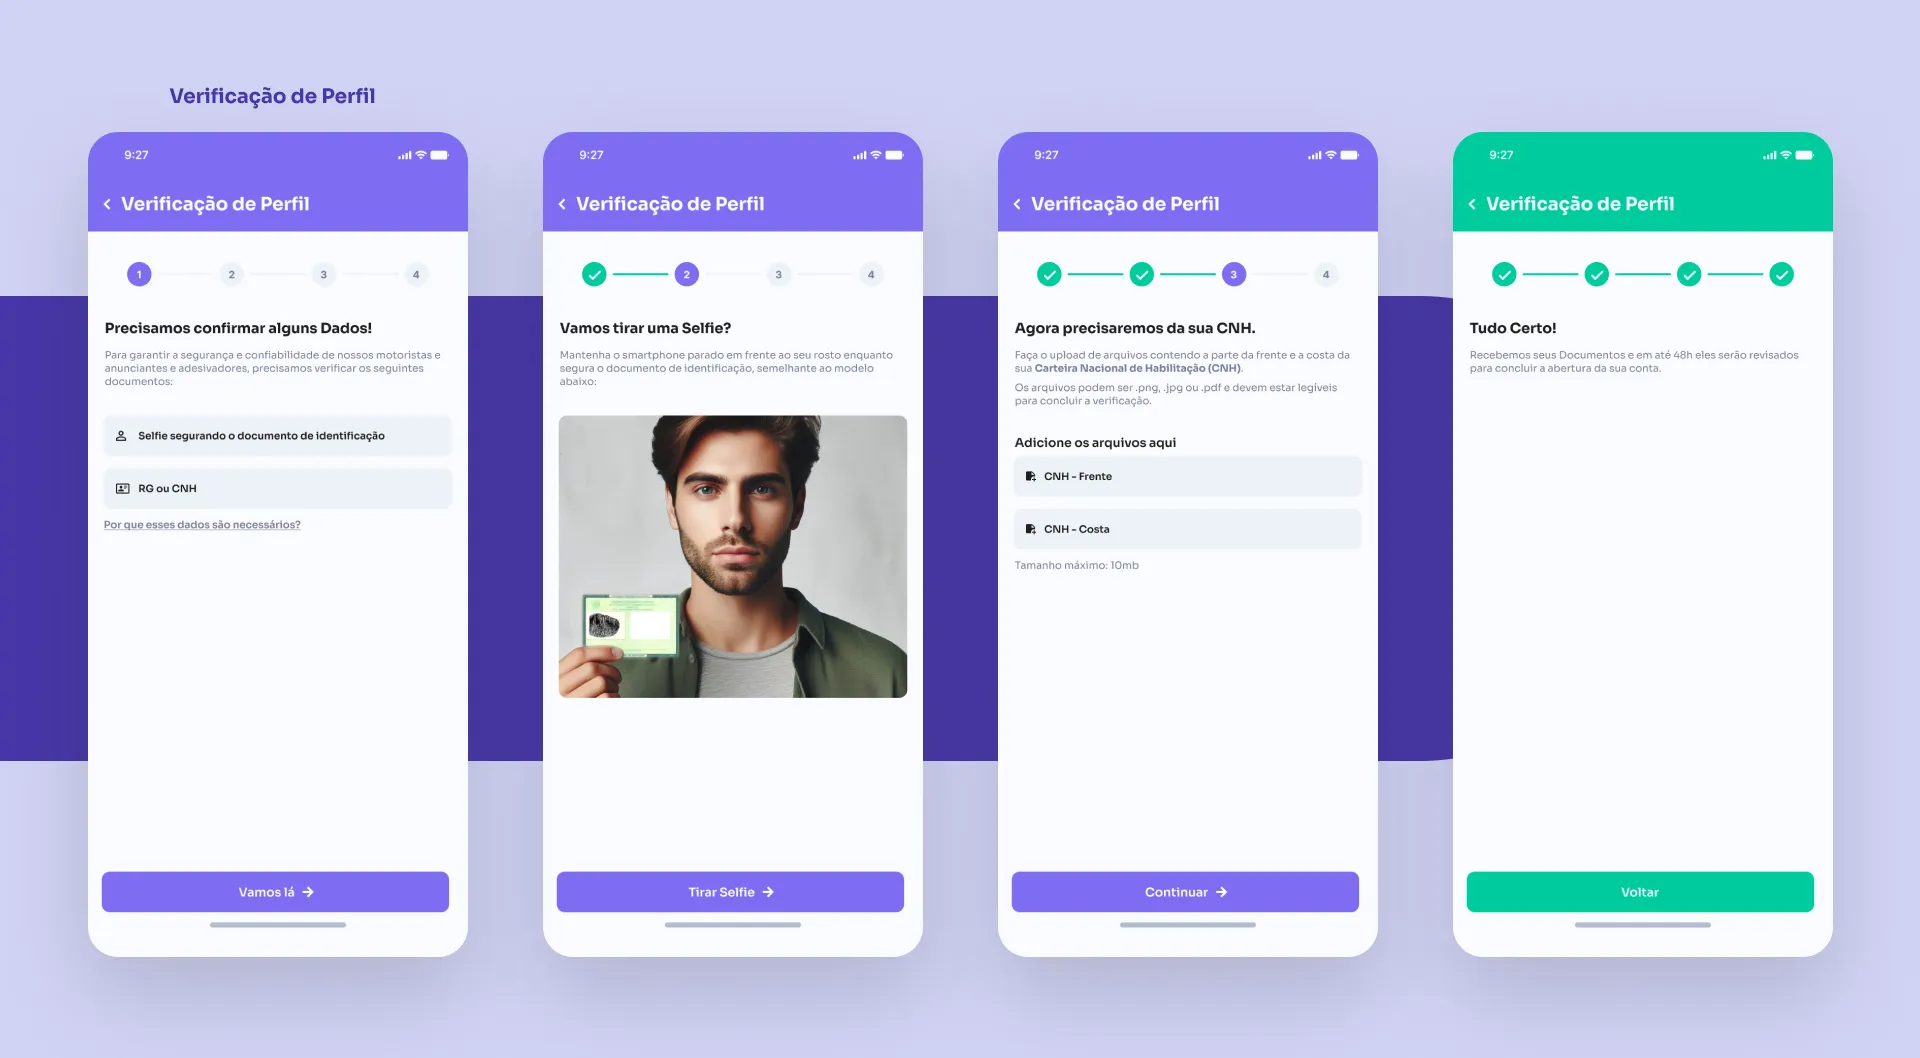 Verificação de Perfil
9:27
Verificação de Perfil
1 2 3 4
Precisamos confirmar alguns Dados!
Para garantir a segurança e confiabilidade de nossos motoristas e
anunciantes e adesivadores, precisamos verificar os seguintes
documentos:
Selfie segurando o documento de identificação
RG ou CNH
Por que esses dados são necessários?
Vamos lá
9:27
Verificação de Perfil
2 3 4
Vamos tirar uma Selfie?
Mantenha o smartphone parado em frente ao seu rosto enquanto
segura o documento de identificação, semelhante ao modelo
abaixo:
Tirar Selfie
9:27
Verificação de Perfil
3 4
Agora precisaremos da sua CNH.
Faça o upload de arquivos contendo a parte da frente e a costa da
sua Carteira Nacional de Habilitação (CNH).
Os arquivos podem ser .png, .jpg ou .pdf e devem estar legíveis
para concluir a verificação.
Adicione os arquivos aqui
CNH - Frente
CNH - Costa
Tamanho máximo: 10mb
Continuar
9:27
Verificação de Perfil
Tudo Certo!
Recebemos seus Documentos e em até 48h eles serão revisados
para concluir a abertura da sua conta.
Voltar